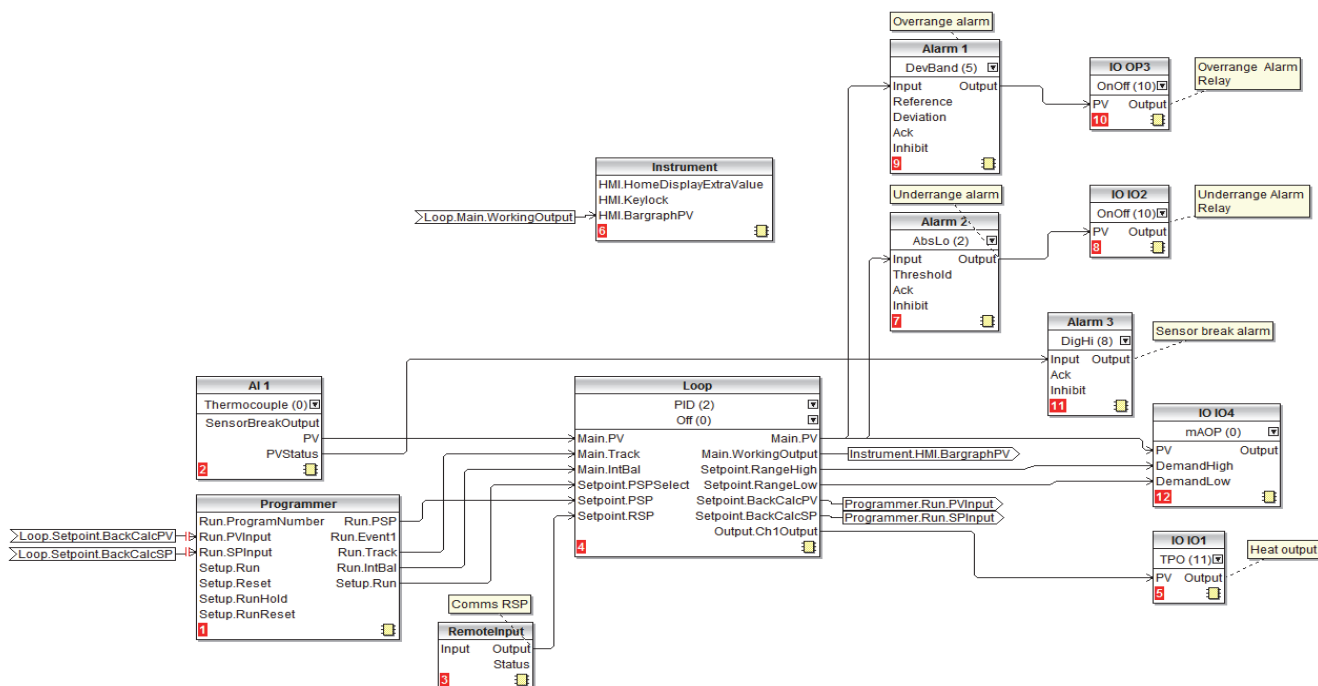 Overrange alarm
Alarm 1
DevBand (5)
Input Output
Reference
Deviation
Ack
Inhibit
9
IO OP3
OnOff (10)
PV Output
10
Overrange Alarm
Relay
Instrument
HMI.HomeDisplayExtraValue
HMI.Keylock
HMI.BargraphPV
6
Loop.Main.WorkingOutput
Underrange alarm
Alarm 2
AbsLo (2)
Input Output
Threshold
Ack
Inhibit
7
IO IO2
OnOff (10)
PV Output
8
Underrange Alarm
Relay
Alarm 3
DigHi (8)
Input Output
Ack
Inhibit
11
Sensor break alarm
AI 1
Thermocouple (0)
SensorBreakOutput
PV
PVStatus
2
Loop
PID (2)
Off (0)
Main.PV Main.PV
Main.Track Main.WorkingOutput
Main.IntBal Setpoint.RangeHigh
Setpoint.PSPSelect Setpoint.RangeLow
Setpoint.PSP Setpoint.BackCalcPV
Setpoint.RSP Setpoint.BackCalcSP
Output.Ch1Output
4
Instrument.HMI.BargraphPV
Programmer.Run.PVInput
Programmer.Run.SPInput
IO IO4
mAOP (0)
PV Output
DemandHigh
DemandLow
12
Programmer
Run.ProgramNumber Run.PSP
Run.PVInput Run.Event1
Run.SPInput Run.Track
Setup.Run Run.IntBal
Setup.Reset Setup.Run
Setup.RunHold
Setup.RunReset
1
Loop.Setpoint.BackCalcPV
Loop.Setpoint.BackCalcSP
IO IO1
TPO (11)
PV Output
5
Heat output
Comms RSP
RemoteInput
Input Output
Status
3